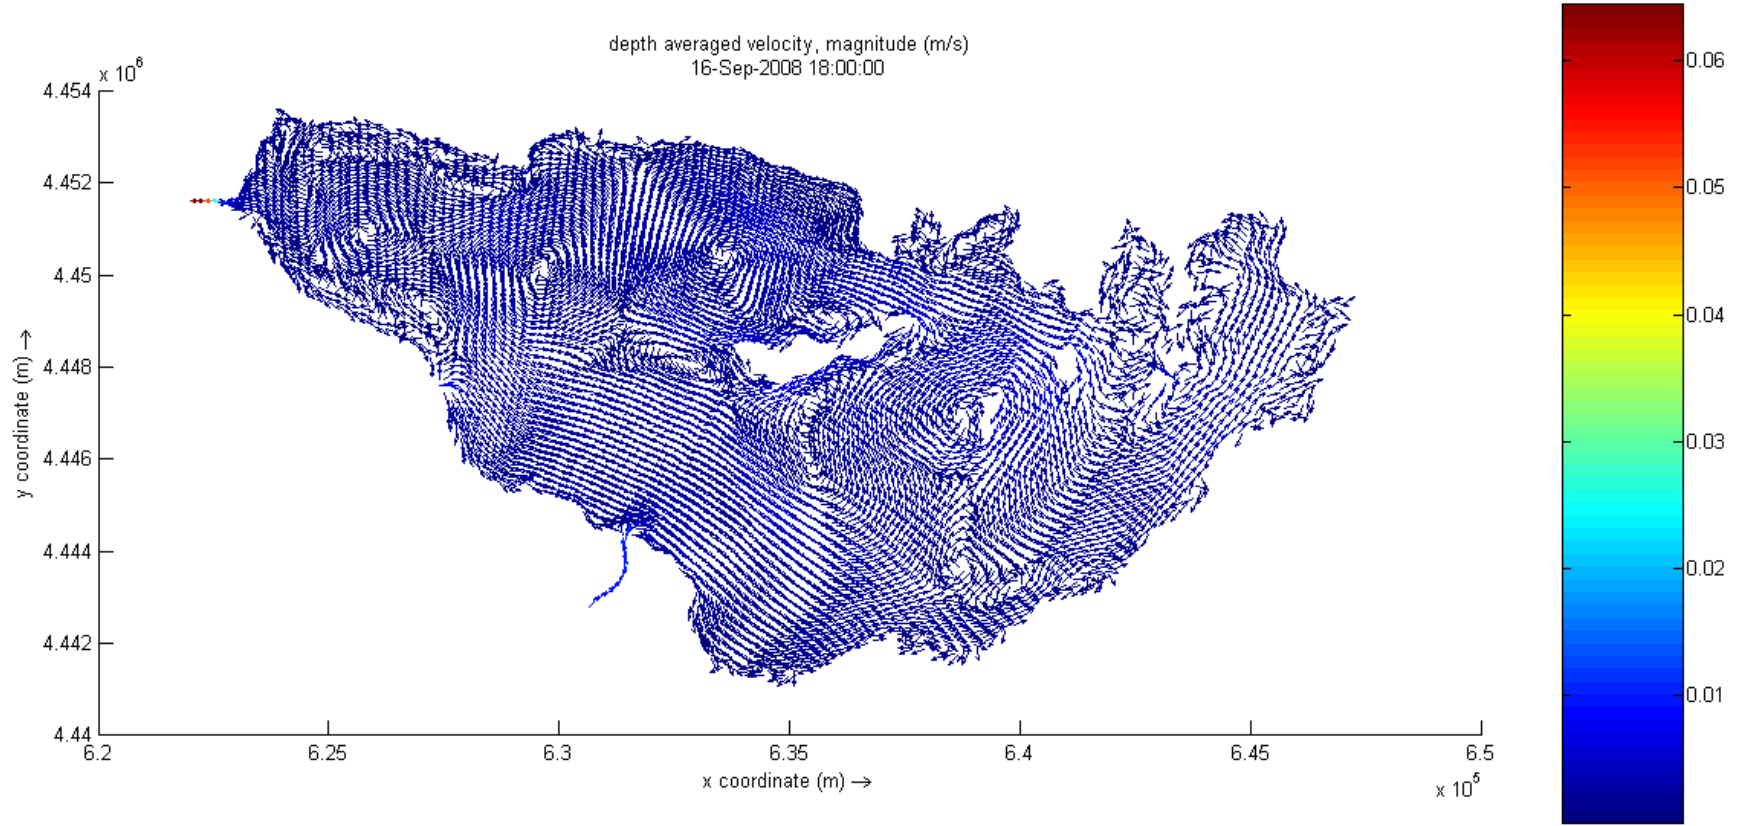 depth averaged velocity, magnitude (m/s)
16-Sep-2008 18:00:00
x 10^6
4.454
4.452
4.45
4.448
4.446
4.444
4.442
4.44
y coordinate (m) →
6.2 6.25 6.3 6.35 6.4 6.45 6.5
x coordinate (m) →
x 10^5
0.06
0.05
0.04
0.03
0.02
0.01